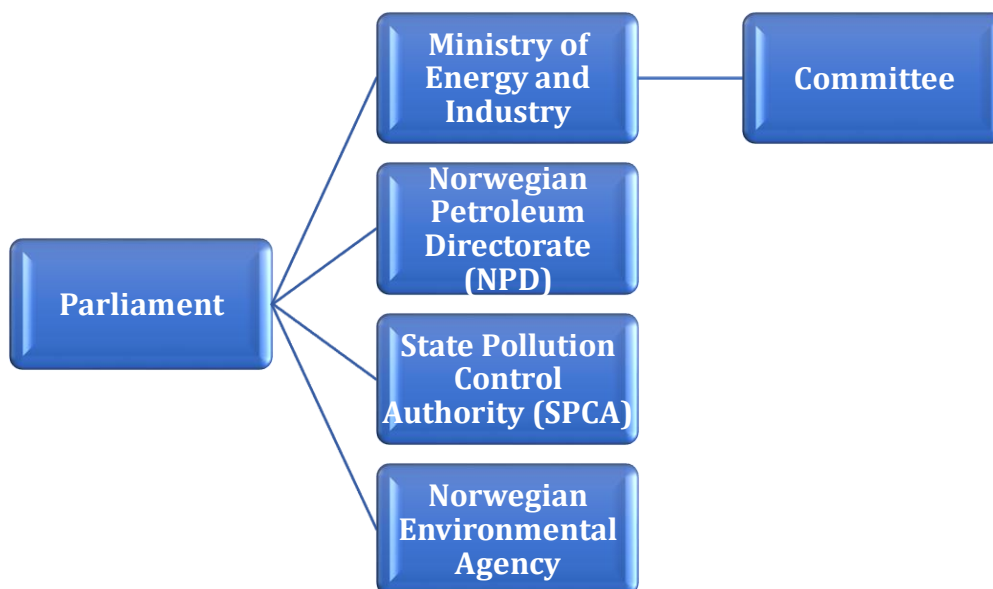 Ministry of
Energy and
Industry
Committee
Norwegian
Petroleum
Directorate
(NPD)
Parliament
State Pollution
Control
Authority (SPCA)
Norwegian
Environmental
Agency